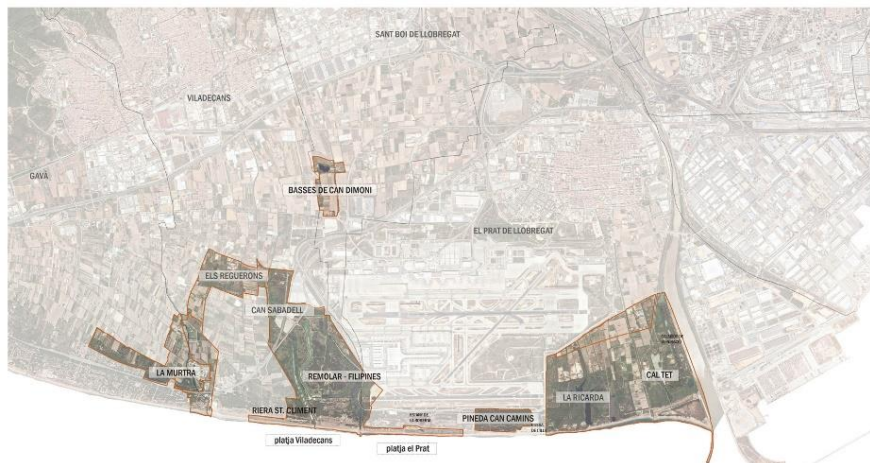 SANT BOI DE LLOBREGAT
VILADECANS
GAVÀ
BASSES DE CAN DIMONI
EL PRAT DE LLOBREGAT
ELS REGUERONS
CAN SABADELL
LA MURTRA
REMOLAR - FILIPINES
CAL TET
LA RICARDA
RIERA ST. CLIMENT
PINEDA CAN CAMINS
platja Viladecans
platja el Prat